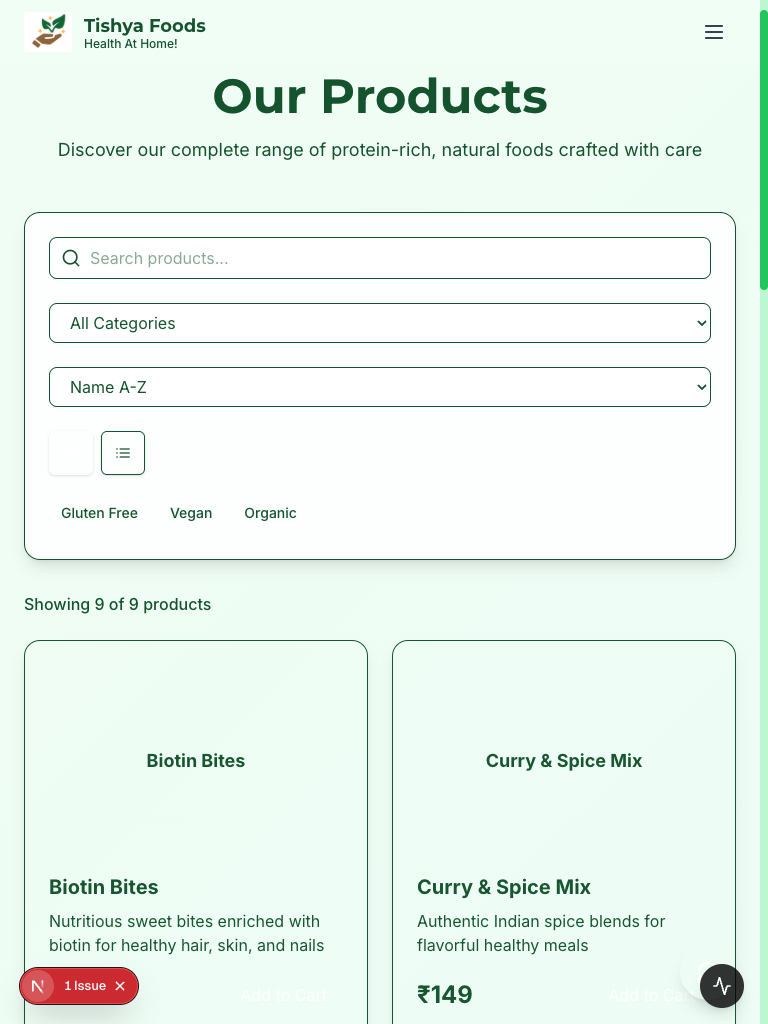 Tishya Foods
Health At Home!
Our Products
Discover our complete range of protein-rich, natural foods crafted with care
Search products...
All Categories
Name A-Z
Gluten Free
Vegan
Organic
Showing 9 of 9 products
Biotin Bites
Curry & Spice Mix
Biotin Bites
Curry & Spice Mix
Nutritious sweet bites enriched with
biotin for healthy hair, skin, and nails
Authentic Indian spice blends for
flavorful healthy meals
N
1 Issue
Add to Cart
₹149
Add to Cart